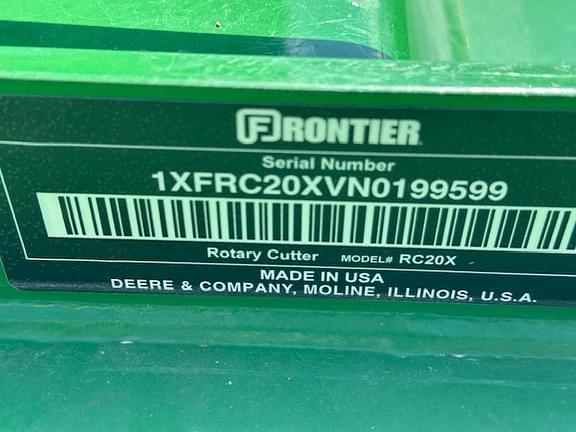 FRONTIER
Serial Number
1XFRC20XVN0199599
Rotary Cutter MODEL# RC20X
MADE IN USA
DEERE & COMPANY, MOLINE, ILLINOIS, U.S.A.